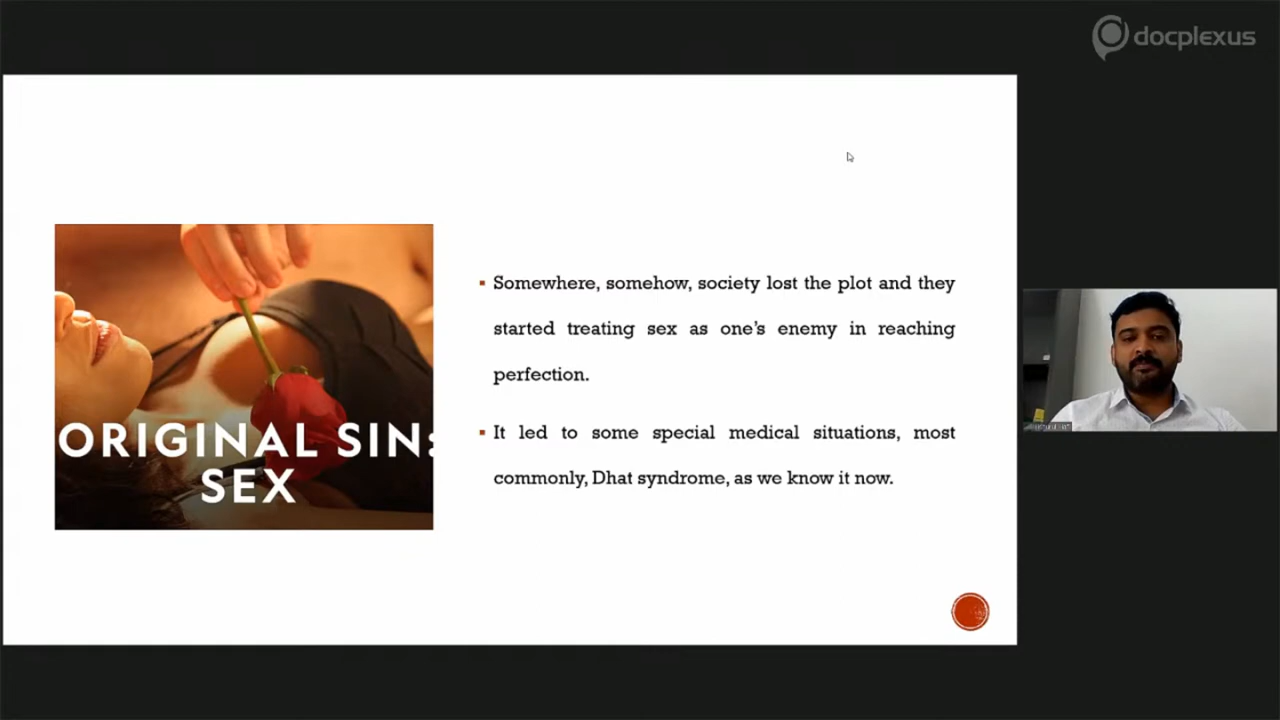 docplexus
ORIGINAL SIN:
SEX
▪ Somewhere, somehow, society lost the plot and they
started treating sex as one's enemy in reaching
perfection.
▪ It led to some special medical situations, most
commonly, Dhat syndrome, as we know it now.